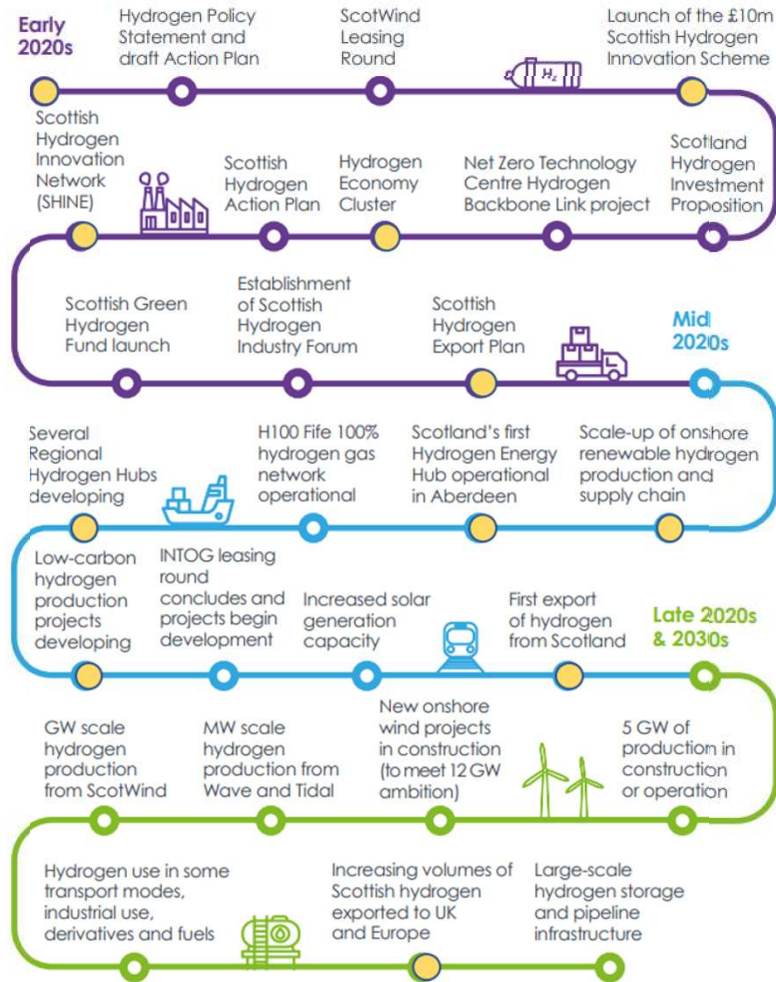 Early
2020s
Hydrogen Policy
Statement and
draft Action Plan
ScotWind
Leasing
Round
H₂
Launch of the £10m
Scottish Hydrogen
Innovation Scheme
Scottish
Hydrogen
Innovation
Network
(SHINE)
Scottish
Hydrogen
Action Plan
Hydrogen
Economy
Cluster
Net Zero Technology
Centre Hydrogen
Backbone Link project
Scotland
Hydrogen
Investment
Proposition
Scottish Green
Hydrogen
Fund launch
Establishment
of Scottish
Hydrogen
Industry Forum
Scottish
Hydrogen
Export Plan
Mid
2020s
Several
Regional
Hydrogen Hubs
developing
H100 Fife 100%
hydrogen gas
network
operational
Scotland's first
Hydrogen Energy
Hub operational
in Aberdeen
Scale-up of onshore
renewable hydrogen
production and
supply chain
Low-carbon
hydrogen
production
projects
developing
INTOG leasing
round
concludes and
projects begin
development
Increased solar
generation
capacity
First export
of hydrogen
from Scotland
Late 2020s
& 2030s
GW scale
hydrogen
production
from ScotWind
MW scale
hydrogen
production from
Wave and Tidal
New onshore
wind projects
in construction
(to meet 12 GW
ambition)
5 GW of
production in
construction
or operation
Hydrogen use in some
transport modes,
industrial use,
derivatives and fuels
Increasing volumes of
Scottish hydrogen
exported to UK
and Europe
Large-scale
hydrogen storage
and pipeline
infrastructure